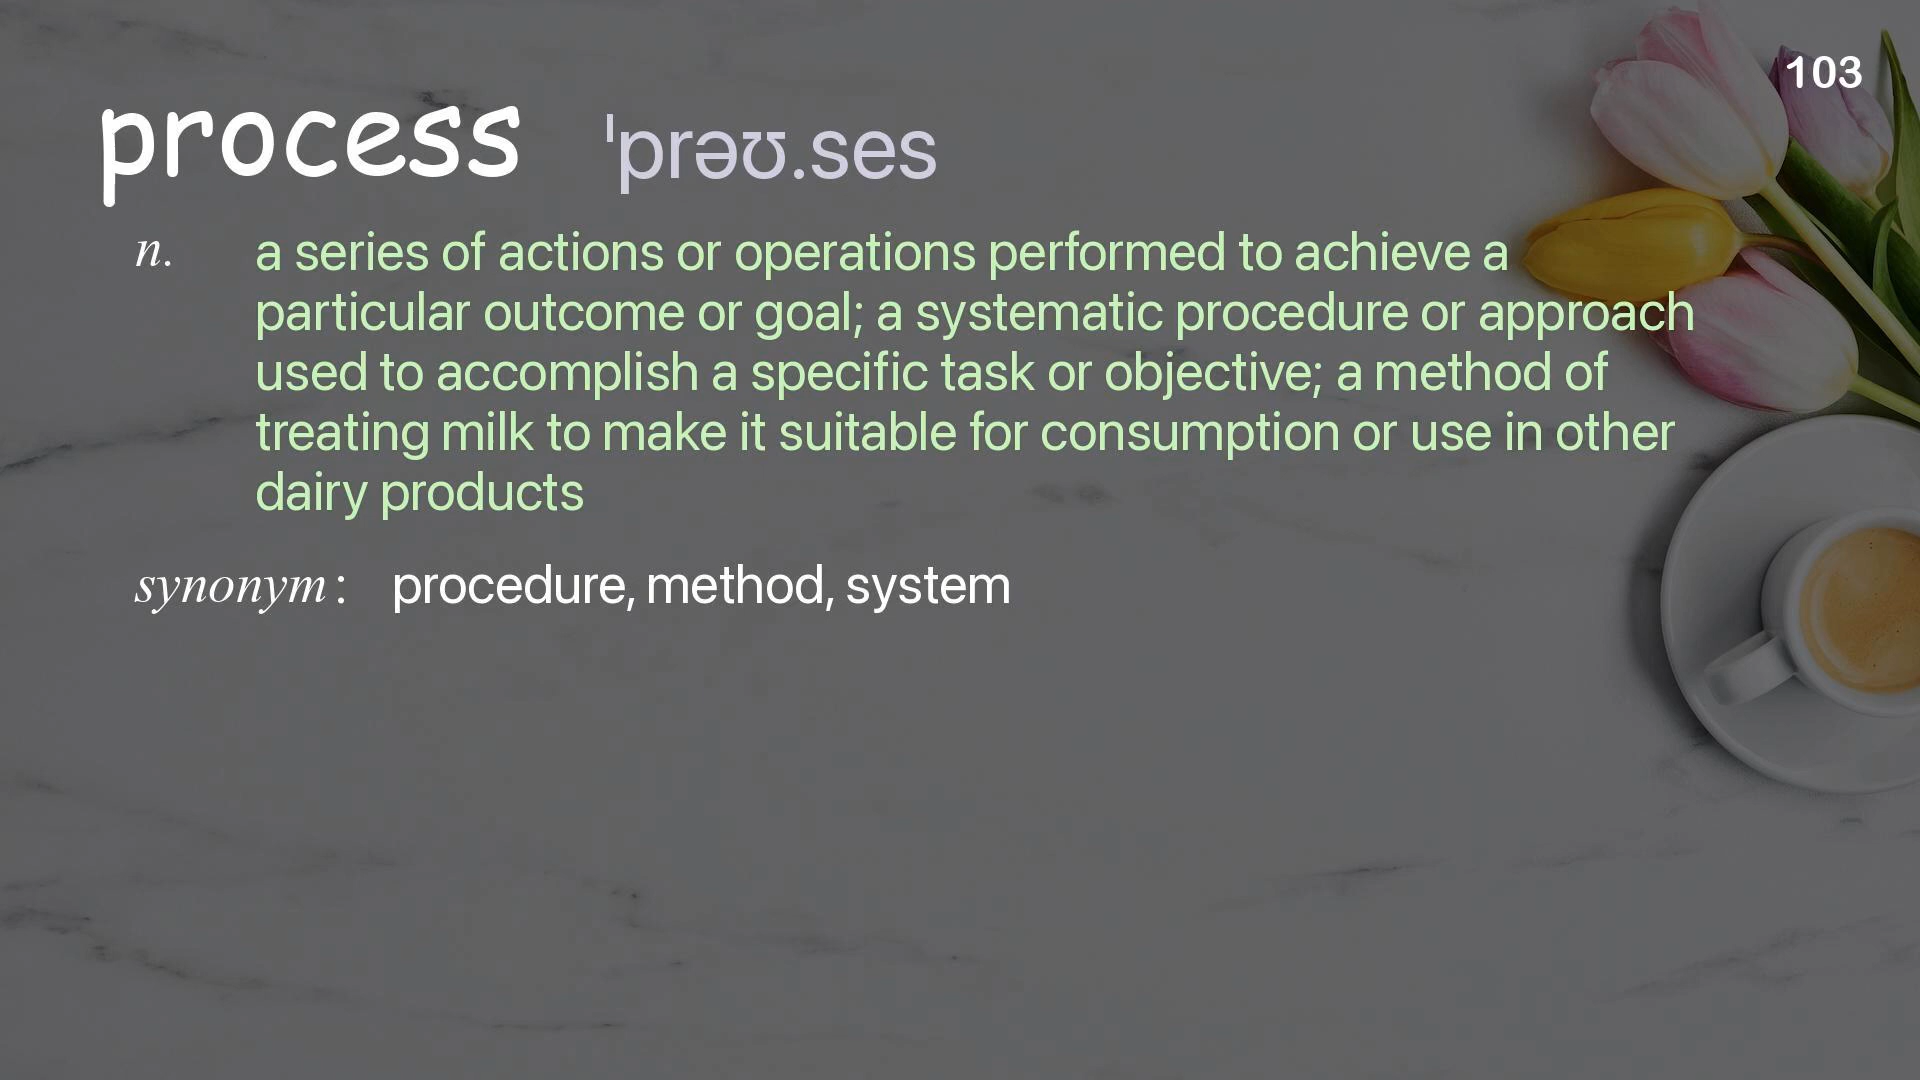 103
process ˈprəʊ.ses
n. a series of actions or operations performed to achieve a
particular outcome or goal; a systematic procedure or approach
used to accomplish a specific task or objective; a method of
treating milk to make it suitable for consumption or use in other
dairy products
synonym: procedure, method, system